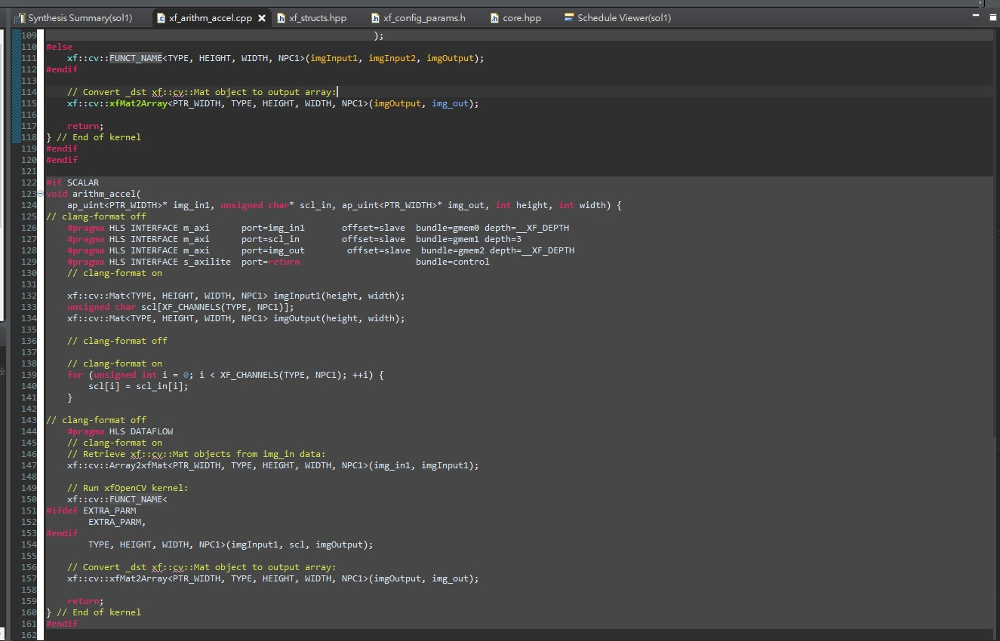 Synthesis Summary(sol1) xf_arithm_accel.cpp xf_structs.hpp xf_config_params.h core.hpp Schedule Viewer(sol1)
109                                                               );
110 #else
111     xf::cv::FUNCT_NAME<TYPE, HEIGHT, WIDTH, NPC1>(imgInput1, imgInput2, imgOutput);
112 #endif
113
114     // Convert _dst xf::cv::Mat object to output array:
115     xf::cv::xfMat2Array<PTR_WIDTH, TYPE, HEIGHT, WIDTH, NPC1>(imgOutput, img_out);
116
117     return;
118 } // End of kernel
119 #endif
120 #endif
121
122 #if SCALAR
123 void arithm_accel(
124     ap_uint<PTR_WIDTH>* img_in1, unsigned char* scl_in, ap_uint<PTR_WIDTH>* img_out, int height, int width) {
125 // clang-format off
126     #pragma HLS INTERFACE m_axi      port=img_in1       offset=slave  bundle=gmem0 depth=__XF_DEPTH
127     #pragma HLS INTERFACE m_axi      port=scl_in        offset=slave  bundle=gmem1 depth=3
128     #pragma HLS INTERFACE m_axi      port=img_out        offset=slave  bundle=gmem2 depth=__XF_DEPTH
129     #pragma HLS INTERFACE s_axilite  port=return                      bundle=control
130     // clang-format on
131
132     xf::cv::Mat<TYPE, HEIGHT, WIDTH, NPC1> imgInput1(height, width);
133     unsigned char scl[XF_CHANNELS(TYPE, NPC1)];
134     xf::cv::Mat<TYPE, HEIGHT, WIDTH, NPC1> imgOutput(height, width);
135
136     // clang-format off
137
138     // clang-format on
139     for (unsigned int i = 0; i < XF_CHANNELS(TYPE, NPC1); ++i) {
140         scl[i] = scl_in[i];
141     }
142
143 // clang-format off
144     #pragma HLS DATAFLOW
145     // clang-format on
146     // Retrieve xf::cv::Mat objects from img_in data:
147     xf::cv::Array2xfMat<PTR_WIDTH, TYPE, HEIGHT, WIDTH, NPC1>(img_in1, imgInput1);
148
149     // Run xfOpenCV kernel:
150     xf::cv::FUNCT_NAME<
151 #ifdef EXTRA_PARM
152         EXTRA_PARM,
153 #endif
154         TYPE, HEIGHT, WIDTH, NPC1>(imgInput1, scl, imgOutput);
155
156     // Convert _dst xf::cv::Mat object to output array:
157     xf::cv::xfMat2Array<PTR_WIDTH, TYPE, HEIGHT, WIDTH, NPC1>(imgOutput, img_out);
158
159     return;
160 } // End of kernel
161 #endif
162